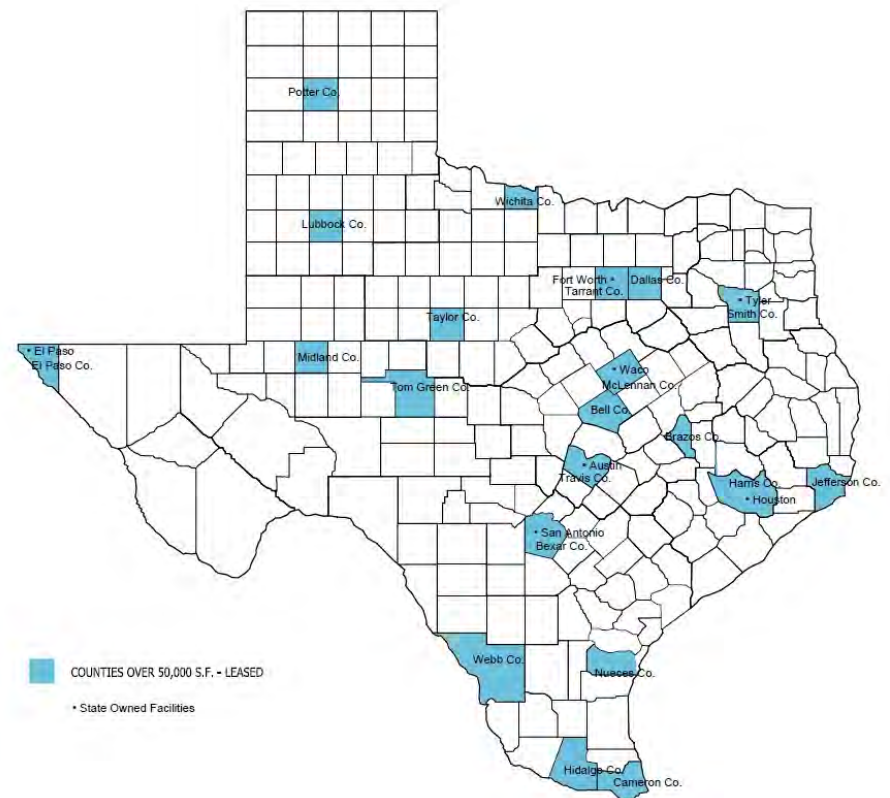 Potter Co.
Wichita Co.
Lubbock Co.
Fort Worth •
Tarrant Co.
Dallas Co.
• Tyler
Smith Co.
Taylor Co.
• El Paso
El Paso Co.
Midland Co.
Tom Green Co.
• Waco
McLennan Co.
Bell Co.
Brazos Co.
• Austin
Travis Co.
Harris Co.
• Houston
Jefferson Co.
• San Antonio
Bexar Co.
Webb Co.
Nueces Co.
COUNTIES OVER 50,000 S.F. - LEASED
• State Owned Facilities
Hidalgo Co.
Cameron Co.